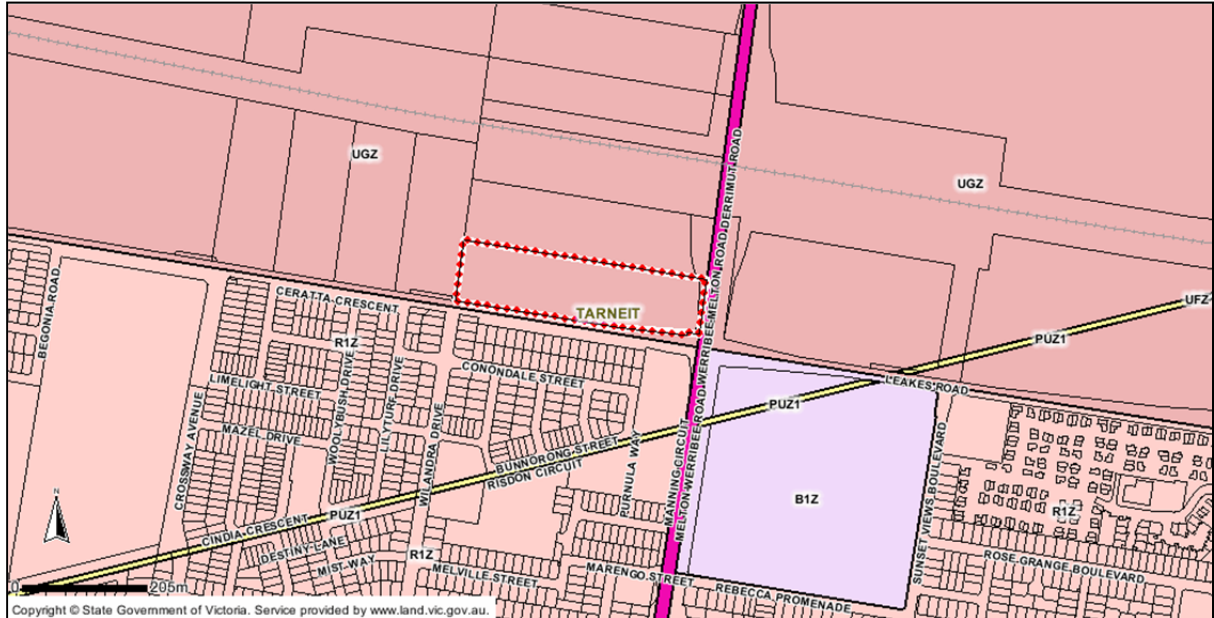 UGZ
UGZ
WERRIBEE MELTON ROAD DERRIMUT ROAD
TARNEIT
UFZ
PUZ1
BEGONIA ROAD
CERATTA CRESCENT
R1Z
CONONDALE STREET
LEAKES ROAD
LIMELIGHT STREET
WOOLYBUSH DRIVE
LILYTURF DRIVE
PUZ1
MAZEL DRIVE
CROSSWAY AVENUE
WILANDRA DRIVE
BUNNORONG STREET
RISDON CIRCUIT
PURNULA WAY
MANNING CIRCUIT
MELTON WERRIBEE ROAD
B1Z
SUNSET VIEWS BOULEVARD
R1Z
CINDIA CRESCENT
PUZ1
DESTINY LANE
MIST WAY
R1Z
MELVILLE STREET
MARENGO STREET
REBECCA PROMENADE
ROSE GRANGE BOULEVARD
N
0 205m
Copyright © State Government of Victoria. Service provided by www.land.vic.gov.au.